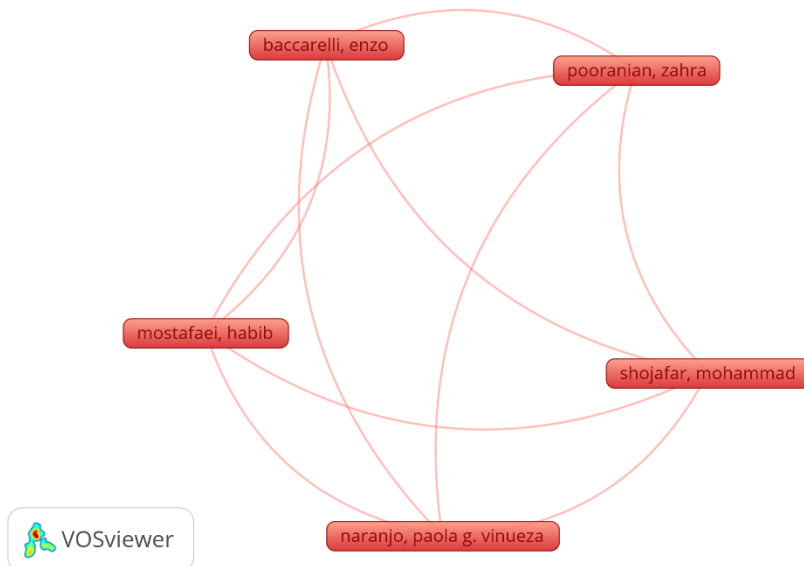 baccarelli, enzo
pooranian, zahra
mostafaei, habib
shojafar, mohammad
naranjo, paola g. vinueza
VOSviewer